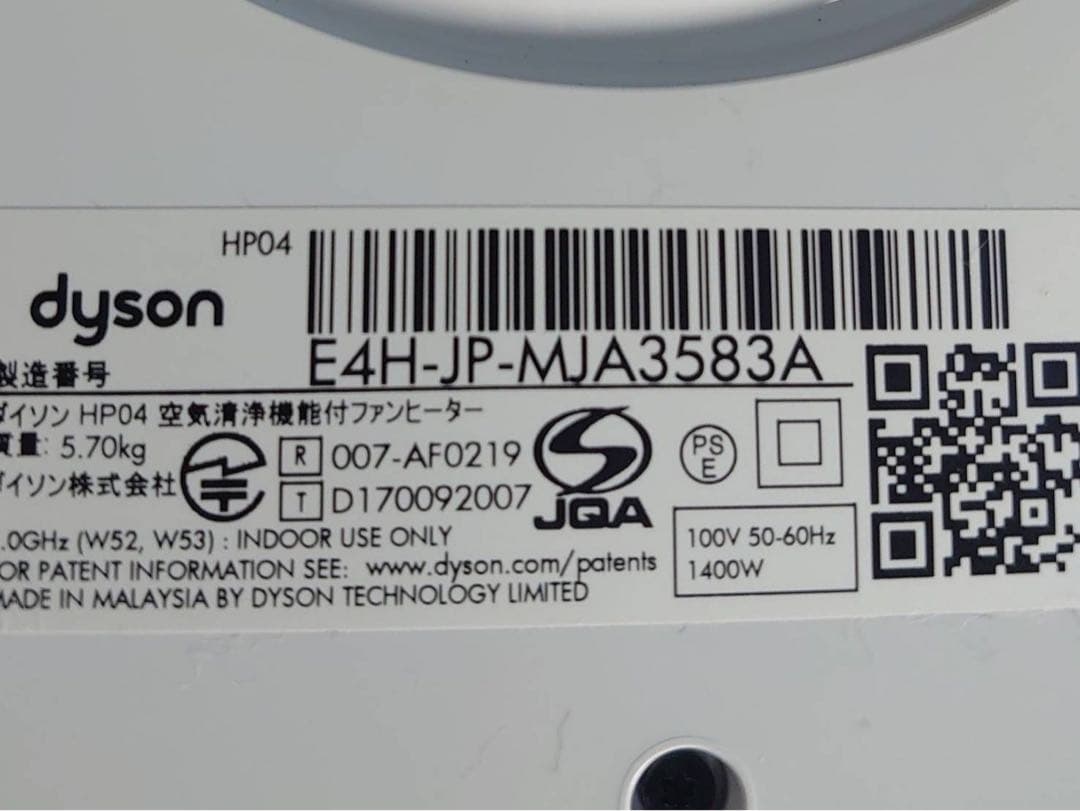 HP04
dyson
製造番号 E4H-JP-MJA3583A
ダイソン HP04 空気清浄機能付ファンヒーター
質量: 5.70kg
ダイソン株式会社
R 007-AF0219
T D170092007
JQA
PS
E
.0GHz (W52, W53) : INDOOR USE ONLY
OR PATENT INFORMATION SEE: www.dyson.com/patents
MADE IN MALAYSIA BY DYSON TECHNOLOGY LIMITED
100V 50-60Hz
1400W